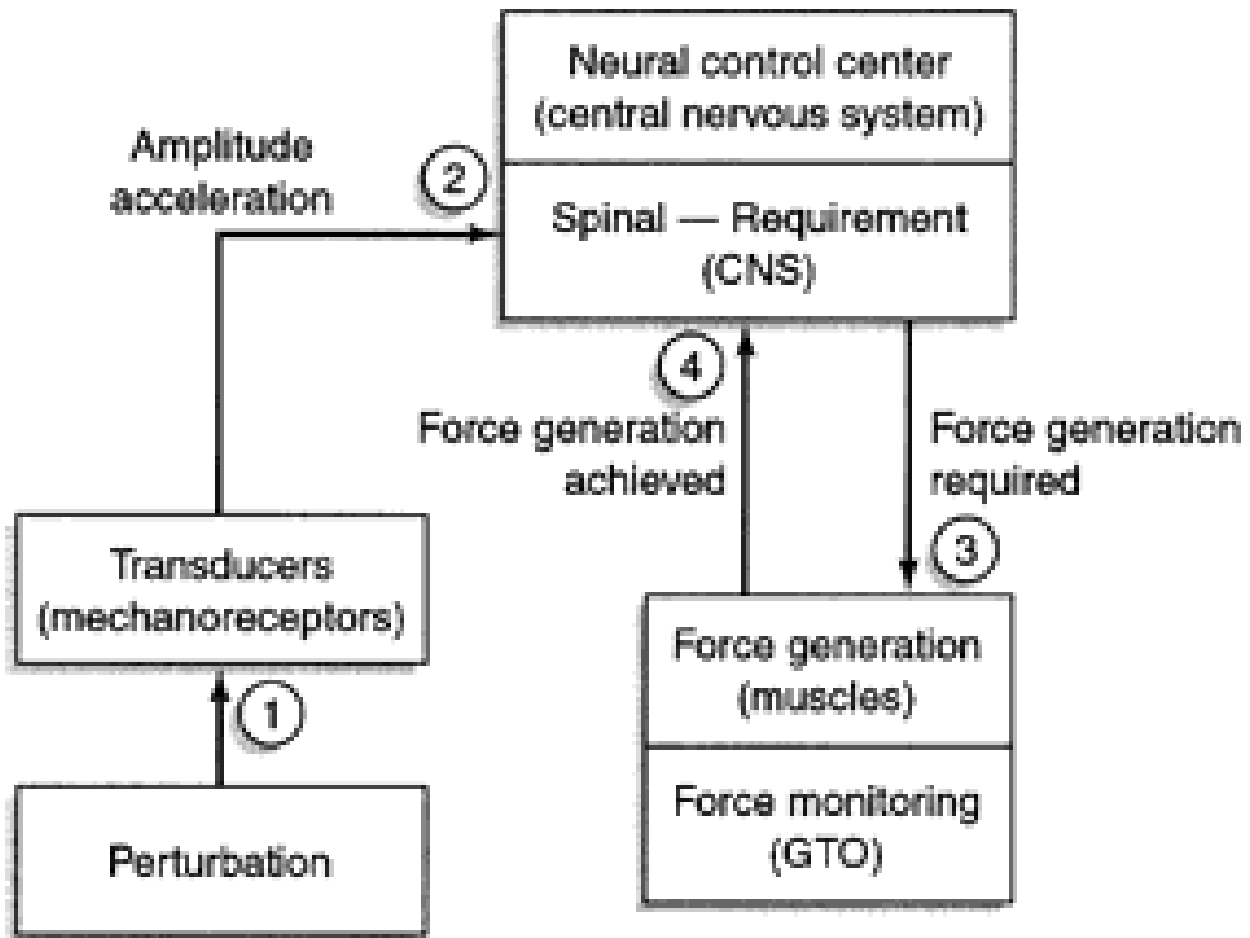 Neural control center
(central nervous system)
Amplitude
acceleration
2
Spinal — Requirement
(CNS)
4
Force generation
achieved
Force generation
required
3
Transducers
(mechanoreceptors)
Force generation
(muscles)
1
Perturbation
Force monitoring
(GTO)